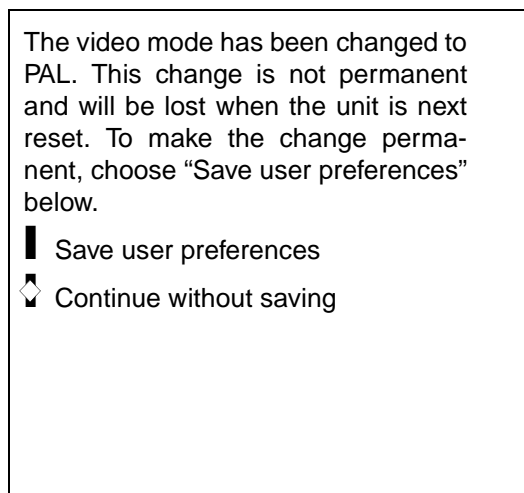 The video mode has been changed to
PAL. This change is not permanent
and will be lost when the unit is next
reset. To make the change perma-
nent, choose “Save user preferences”
below.
Save user preferences
Continue without saving